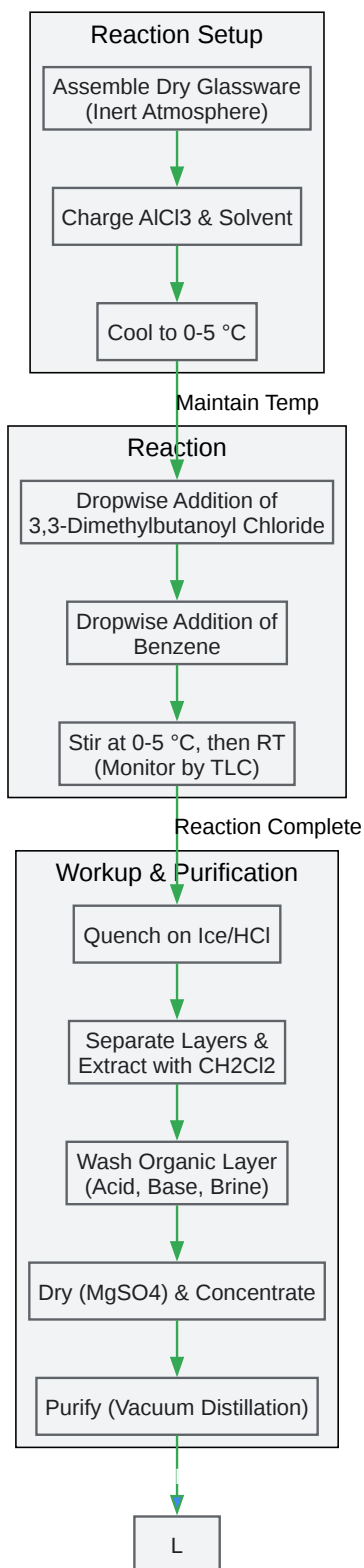 Reaction Setup
Assemble Dry Glassware
(Inert Atmosphere)
Charge AlCl3 & Solvent
Cool to 0-5 °C
Maintain Temp
Reaction
Dropwise Addition of
3,3-Dimethylbutanoyl Chloride
Dropwise Addition of
Benzene
Stir at 0-5 °C, then RT
(Monitor by TLC)
Reaction Complete
Workup & Purification
Quench on Ice/HCl
Separate Layers &
Extract with CH2Cl2
Wash Organic Layer
(Acid, Base, Brine)
Dry (MgSO4) & Concentrate
Purify (Vacuum Distillation)
L